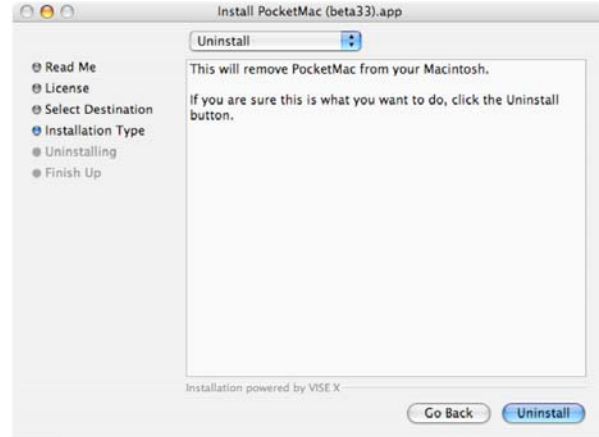 Install PocketMac (beta33).app
Uninstall
Read Me
License
Select Destination
Installation Type
Uninstalling
Finish Up
This will remove PocketMac from your Macintosh.
If you are sure this is what you want to do, click the Uninstall
button.
Installation powered by VISE X
Go Back
Uninstall